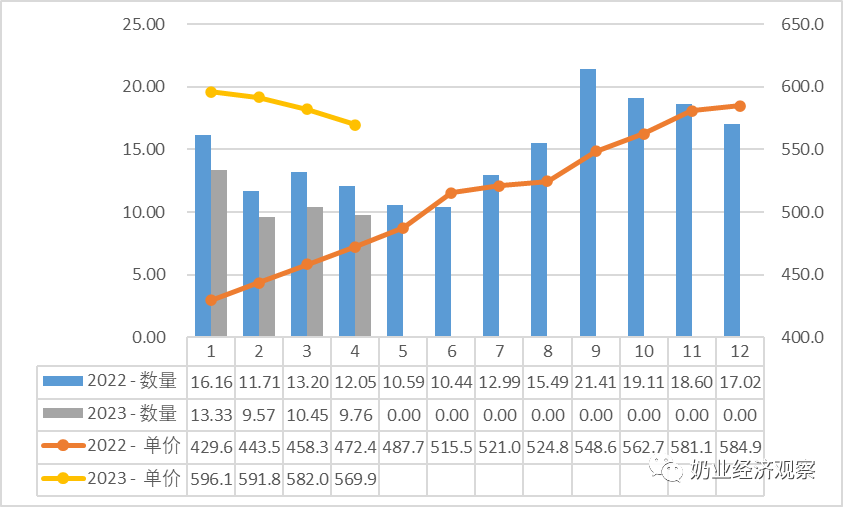 25.00 650.0
20.00 600.0
15.00 550.0
10.00 500.0
5.00 450.0
0.00 400.0
1 2 3 4 5 6 7 8 9 10 11 12
2022 - 数量 16.16 11.71 13.20 12.05 10.59 10.44 12.99 15.49 21.41 19.11 18.60 17.02
2023 - 数量 13.33 9.57 10.45 9.76 0.00 0.00 0.00 0.00 0.00 0.00 0.00 0.00
2022 - 单价 429.6 443.5 458.3 472.4 487.7 515.5 521.0 524.8 548.6 562.7 581.1 584.9
2023 - 单价 596.1 591.8 582.0 569.9
奶业经济观察